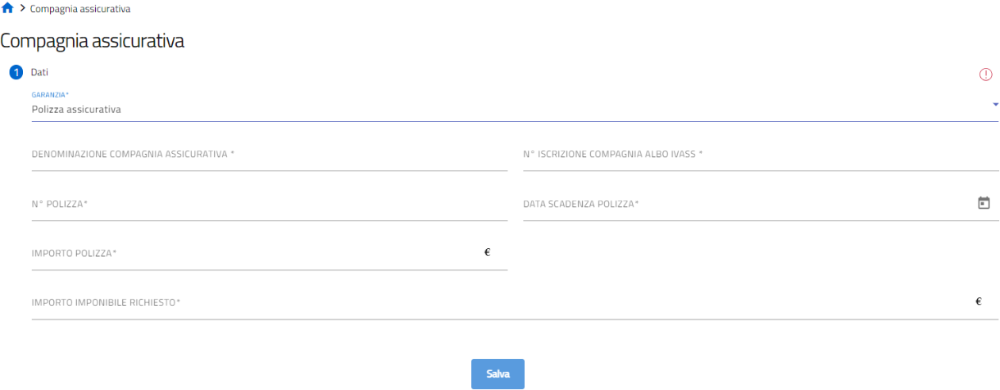 Compagnia assicurativa
Compagnia assicurativa
1 Dati
GARANZIA*
Polizza assicurativa
DENOMINAZIONE COMPAGNIA ASSICURATIVA * N° ISCRIZIONE COMPAGNIA ALBO IVASS *
N° POLIZZA* DATA SCADENZA POLIZZA*
IMPORTO POLIZZA* €
IMPORTO IMPONIBILE RICHIESTO* €
Salva